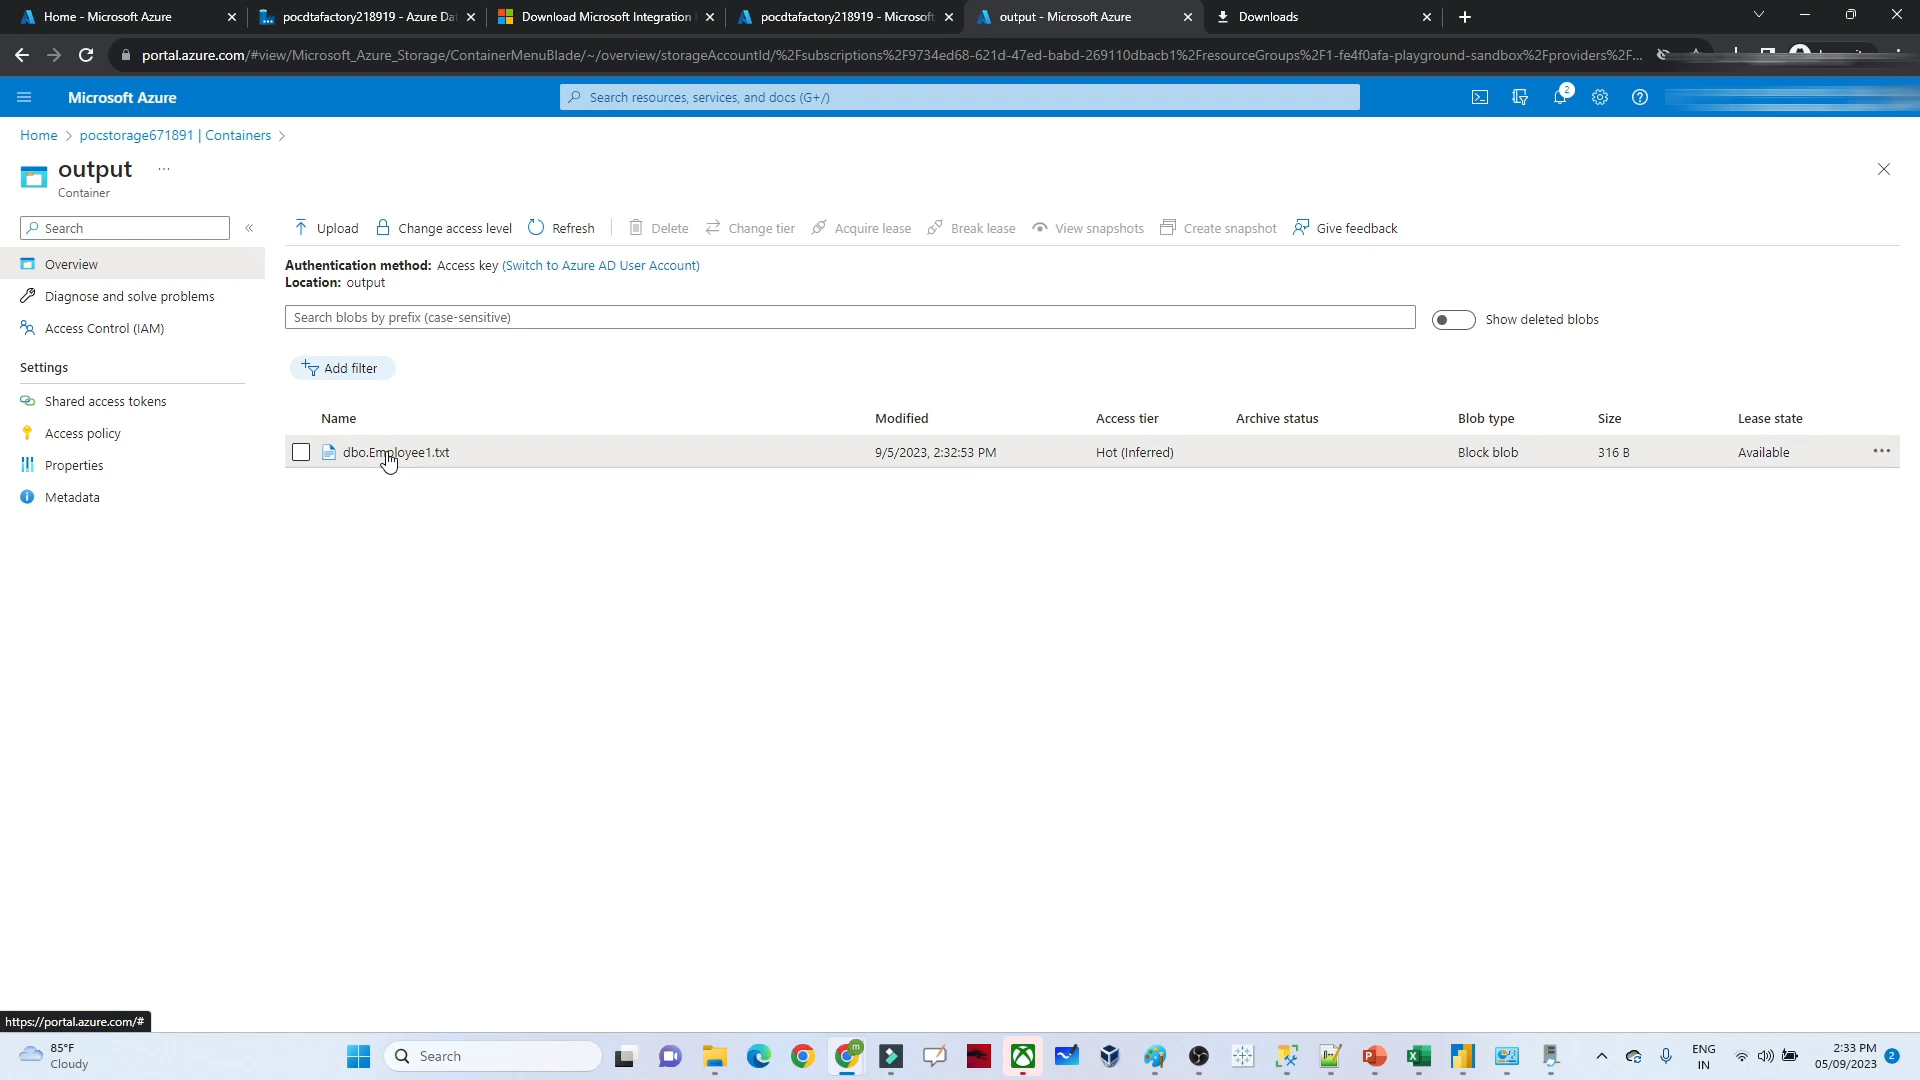 Home - Microsoft Azure
pocdtafactory218919 - Azure Dat
Download Microsoft Integration
pocdtafactory218919 - Microsoft
output - Microsoft Azure
Downloads
portal.azure.com/#view/Microsoft_Azure_Storage/ContainerMenuBlade/~/overview/storageAccountId/%2Fsubscriptions%2F9734ed68-621d-47ed-babd-269110dbacb1%2FresourceGroups%2F1-fe4f0afa-playground-sandbox%2Fproviders%2F...
Microsoft Azure
Search resources, services, and docs (G+/)
2
Home > pocstorage671891 | Containers >
output ...
Container
Search «
Upload Change access level Refresh Delete Change tier Acquire lease Break lease View snapshots Create snapshot Give feedback
Overview
Diagnose and solve problems
Access Control (IAM)
Settings
Shared access tokens
Access policy
Properties
Metadata
Authentication method: Access key (Switch to Azure AD User Account)
Location: output
Search blobs by prefix (case-sensitive)
Show deleted blobs
Add filter
Name Modified Access tier Archive status Blob type Size Lease state
dbo.Employee1.txt 9/5/2023, 2:32:53 PM Hot (Inferred) Block blob 316 B Available ...
https://portal.azure.com/#
85°F
Cloudy
Search
m
ENG
IN
2:33 PM
05/09/2023
2